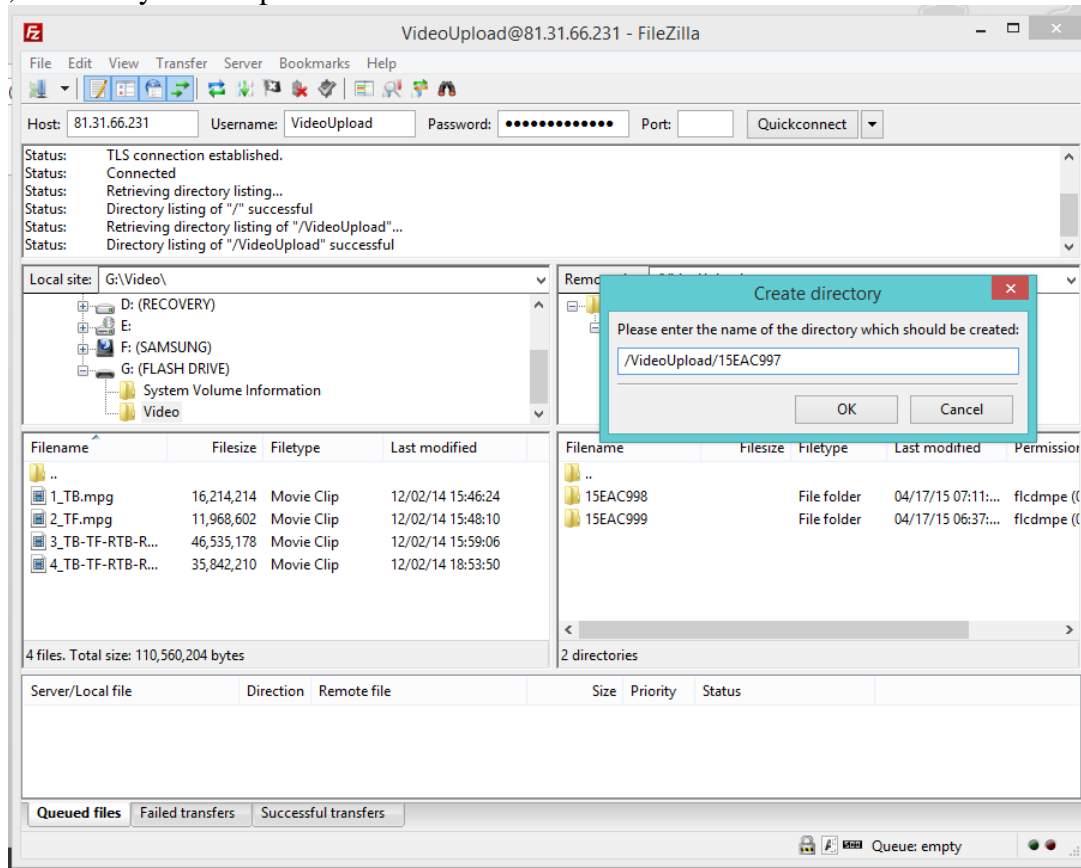 VideoUpload@81.31.66.231 - FileZilla
File Edit View Transfer Server Bookmarks Help
Host: 81.31.66.231 Username: VideoUpload Password: ●●●●●●●●●●●●● Port: Quickconnect
Status: TLS connection established.
Status: Connected
Status: Retrieving directory listing...
Status: Directory listing of "/" successful
Status: Retrieving directory listing of "/VideoUpload"...
Status: Directory listing of "/VideoUpload" successful
Local site: G:\Video\
D: (RECOVERY)
E:
F: (SAMSUNG)
G: (FLASH DRIVE)
System Volume Information
Video
Create directory
Please enter the name of the directory which should be created:
/VideoUpload/15EAC997
OK Cancel
Filename Filesize Filetype Last modified
..
1_TB.mpg 16,214,214 Movie Clip 12/02/14 15:46:24
2_TF.mpg 11,968,602 Movie Clip 12/02/14 15:48:10
3_TB-TF-RTB-R... 46,535,178 Movie Clip 12/02/14 15:59:06
4_TB-TF-RTB-R... 35,842,210 Movie Clip 12/02/14 18:53:50
4 files. Total size: 110,560,204 bytes
Filename Filesize Filetype Last modified Permission
..
15EAC998 File folder 04/17/15 07:11:... flcdmpe ((
15EAC999 File folder 04/17/15 06:37:... flcdmpe ((
2 directories
Server/Local file Direction Remote file Size Priority Status
Queued files Failed transfers Successful transfers
Queue: empty